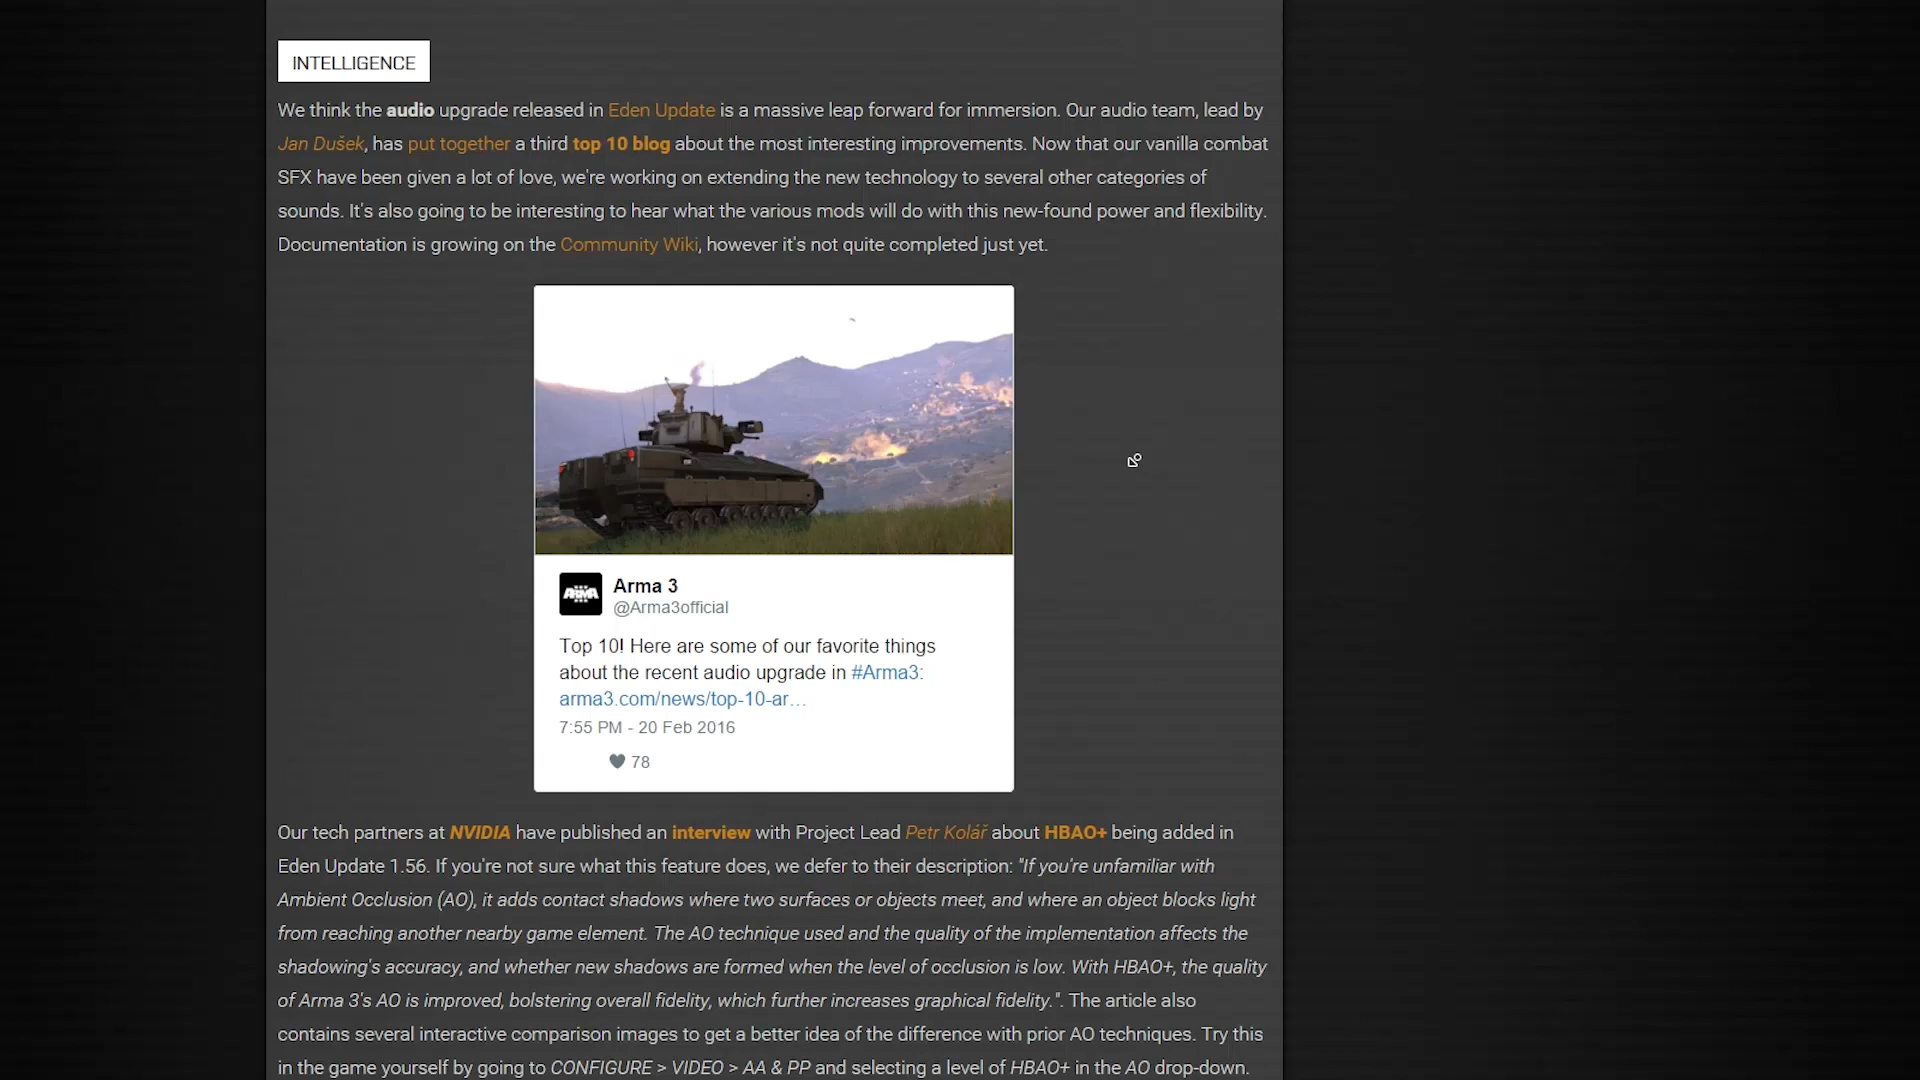 INTELLIGENCE
We think the audio upgrade released in Eden Update is a massive leap forward for immersion. Our audio team, lead by
Jan Dušek, has put together a third top 10 blog about the most interesting improvements. Now that our vanilla combat
SFX have been given a lot of love, we're working on extending the new technology to several other categories of
sounds. It's also going to be interesting to hear what the various mods will do with this new-found power and flexibility.
Documentation is growing on the Community Wiki, however it's not quite completed just yet.
ARMA
Arma 3
@Arma3official
Top 10! Here are some of our favorite things
about the recent audio upgrade in #Arma3:
arma3.com/news/top-10-ar…
7:55 PM - 20 Feb 2016
78
Our tech partners at NVIDIA have published an interview with Project Lead Petr Kolář about HBAO+ being added in
Eden Update 1.56. If you're not sure what this feature does, we defer to their description: "If you're unfamiliar with
Ambient Occlusion (AO), it adds contact shadows where two surfaces or objects meet, and where an object blocks light
from reaching another nearby game element. The AO technique used and the quality of the implementation affects the
shadowing's accuracy, and whether new shadows are formed when the level of occlusion is low. With HBAO+, the quality
of Arma 3's AO is improved, bolstering overall fidelity, which further increases graphical fidelity.". The article also
contains several interactive comparison images to get a better idea of the difference with prior AO techniques. Try this
in the game yourself by going to CONFIGURE > VIDEO > AA & PP and selecting a level of HBAO+ in the AO drop-down.